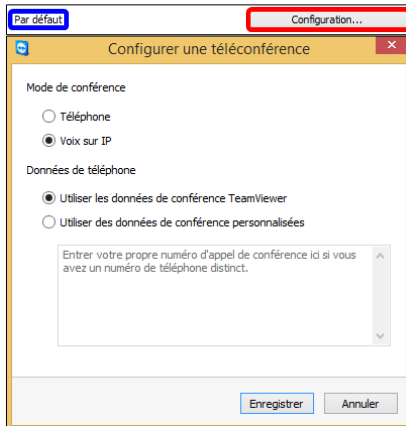 Par défaut
Configuration...
Configurer une téléconférence
Mode de conférence
Téléphone
Voix sur IP
Données de téléphone
Utiliser les données de conférence TeamViewer
Utiliser des données de conférence personnalisées
Entrer votre propre numéro d'appel de conférence ici si vous
avez un numéro de téléphone distinct.
Enregistrer
Annuler